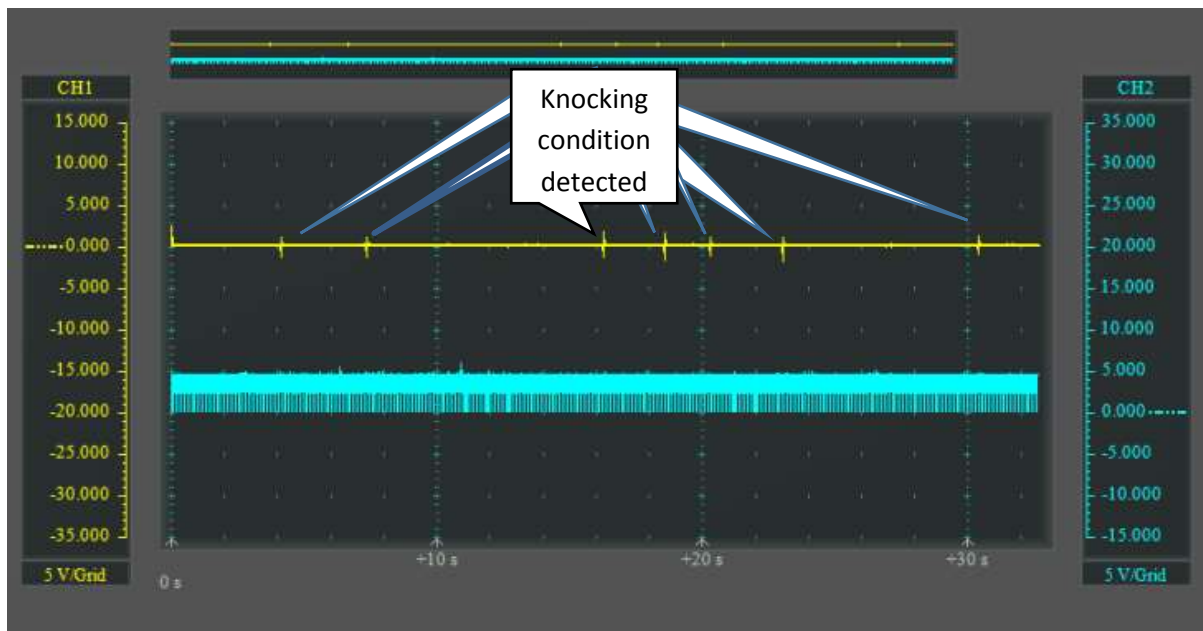 CH1
15.000
10.000
5.000
0.000
-5.000
-10.000
-15.000
-20.000
-25.000
-30.000
-35.000
5 V/Grid
Knocking
condition
detected
0 s
+10 s
+20 s
+30 s
CH2
35.000
30.000
25.000
20.000
15.000
10.000
5.000
0.000
-5.000
-10.000
-15.000
5 V/Grid